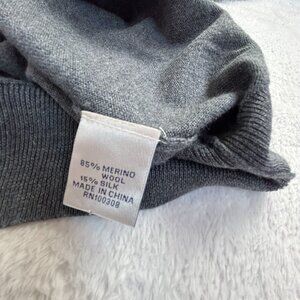 85% MERINO
WOOL
15% SILK
MADE IN CHINA
RN100308